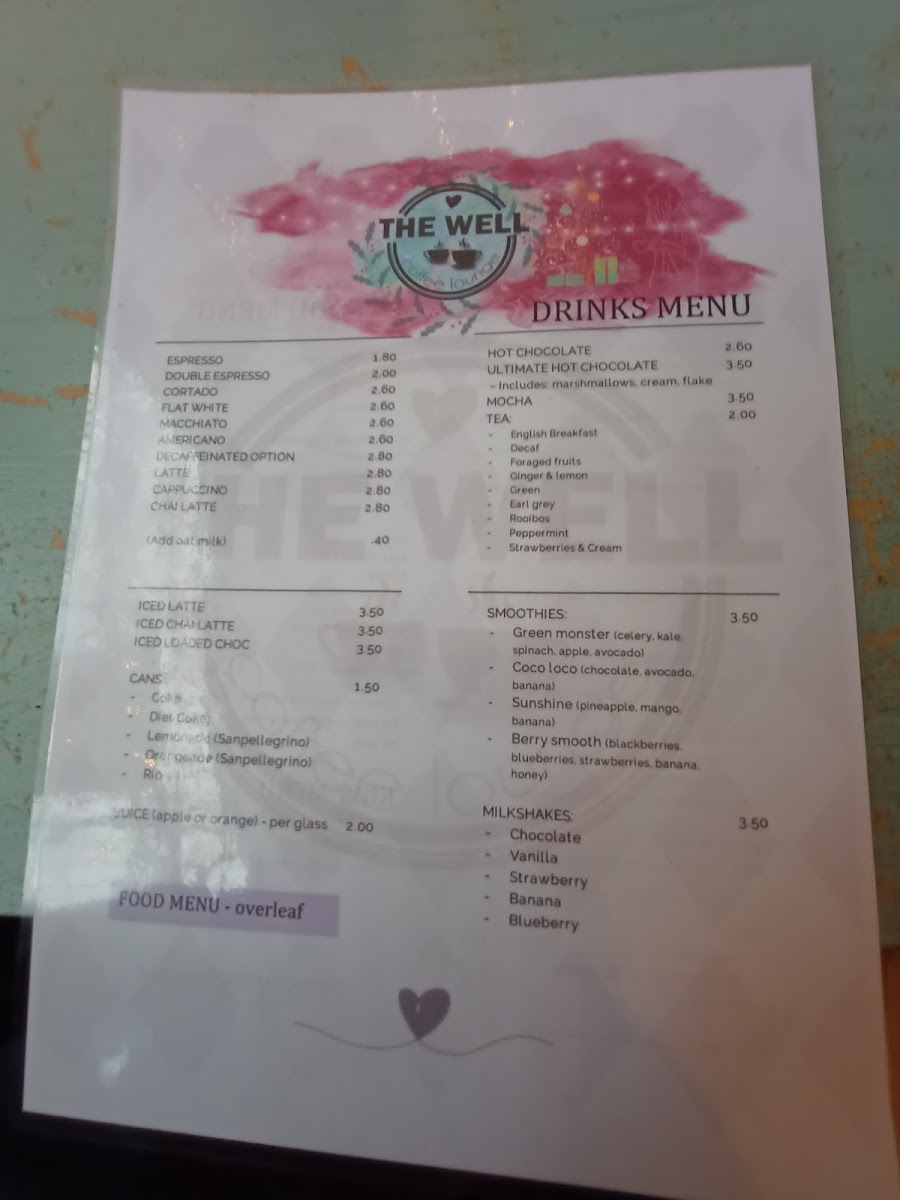 THE WELL
coffee lounge
DRINKS MENU
ESPRESSO 1.80
DOUBLE ESPRESSO 2.00
CORTADO 2.60
FLAT WHITE 2.60
MACCHIATO 2.60
AMERICANO 2.60
DECAFFEINATED OPTION 2.80
LATTE 2.80
CAPPUCCINO 2.80
CHAI LATTE 2.80
(Add oat milk) .40
HOT CHOCOLATE 2.60
ULTIMATE HOT CHOCOLATE 3.50
- Includes: marshmallows, cream, flake
MOCHA 3.50
TEA: 2.00
- English Breakfast
- Decaf
- Foraged fruits
- Ginger & lemon
- Green
- Earl grey
- Rooibos
- Peppermint
- Strawberries & Cream
ICED LATTE 3.50
ICED CHAI LATTE 3.50
ICED LOADED CHOC 3.50
CANS 1.50
- Coke
- Diet Coke
- Lemonade (Sanpellegrino)
- Orangeade (Sanpellegrino)
- Rio
JUICE (apple or orange) - per glass 2.00
FOOD MENU - overleaf
SMOOTHIES: 3.50
- Green monster (celery, kale,
spinach, apple, avocado)
- Coco loco (chocolate, avocado,
banana)
- Sunshine (pineapple, mango,
banana)
- Berry smooth (blackberries,
blueberries, strawberries, banana,
honey)
MILKSHAKES: 3.50
- Chocolate
- Vanilla
- Strawberry
- Banana
- Blueberry